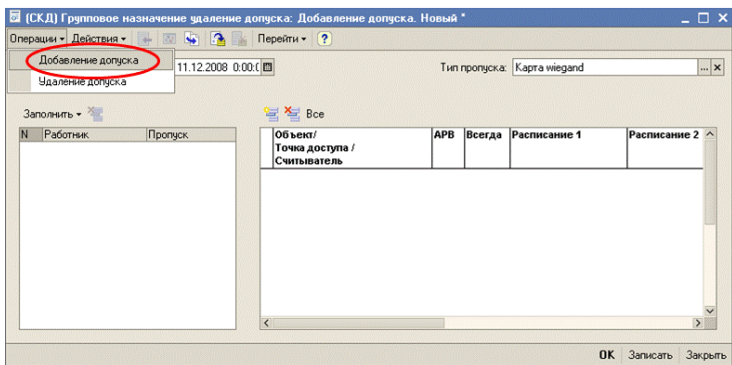 (СКД) Групповое назначение удаление допуска: Добавление допуска. Новый *
Операции Действия Перейти
Добавление допуска
Удаление допуска
11.12.2008 0:00:0
Тип пропуска: Карта wiegand
Заполнить
Все
N Работник Пропуск
Объект/
Точка доступа /
Считыватель
АРВ Всегда Расписание 1 Расписание 2
OK Записать Закрыть